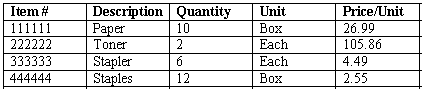 Item # Description Quantity Unit Price/Unit
111111 Paper 10 Box 26.99
222222 Toner 2 Each 105.86
333333 Stapler 6 Each 4.49
444444 Staples 12 Box 2.55